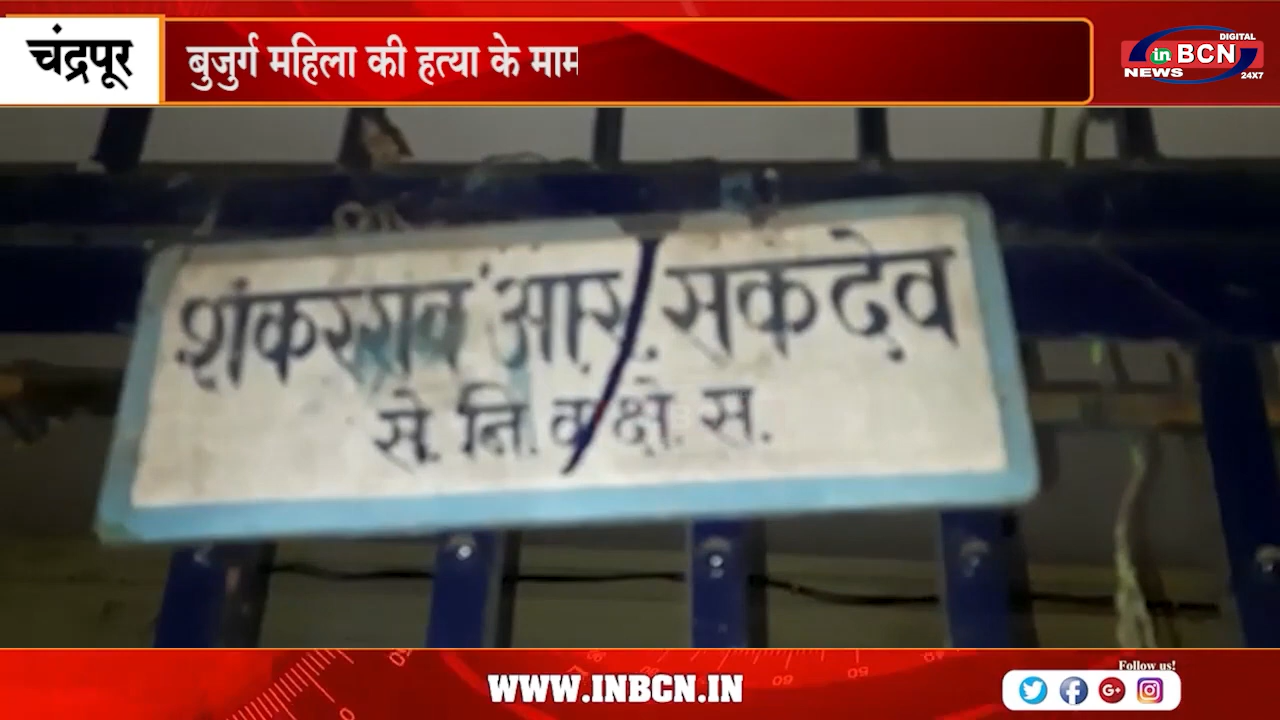 चंद्रपूर
बुजुर्ग महिला की हत्या के माम
DIGITAL
in BCN
NEWS
24X7
शंकरराव आर. सकदेव
से. नि. व. क्षे. स.
WWW.INBCN.IN
Follow us!